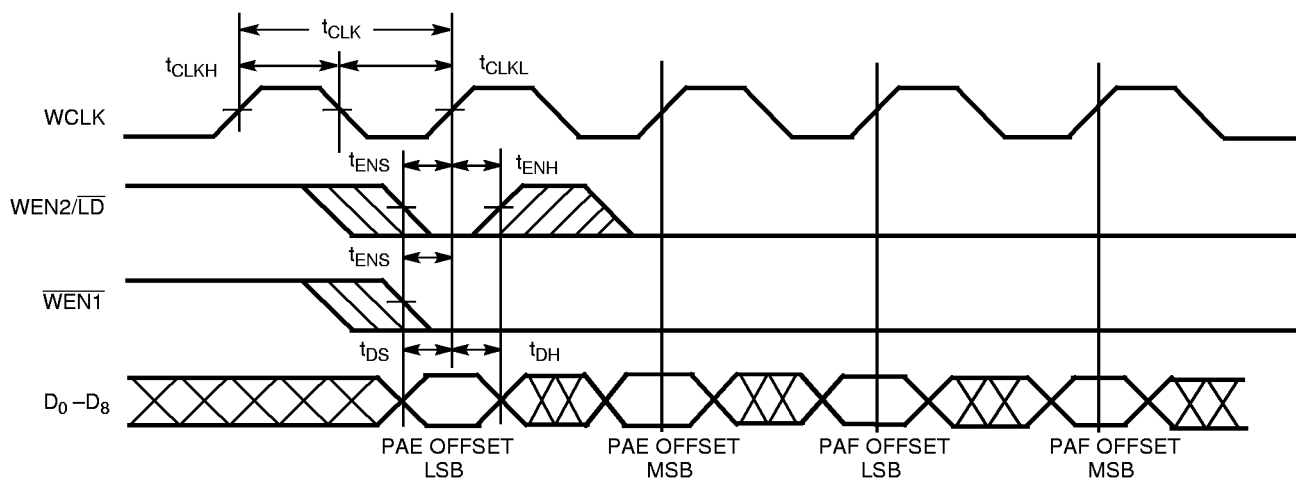 tCLK
tCLKH
tCLKL
WCLK
tENS
tENH
WEN2/LD
tENS
WEN1
tDS
tDH
D0 –D8
PAE OFFSET
LSB
PAE OFFSET
MSB
PAF OFFSET
LSB
PAF OFFSET
MSB